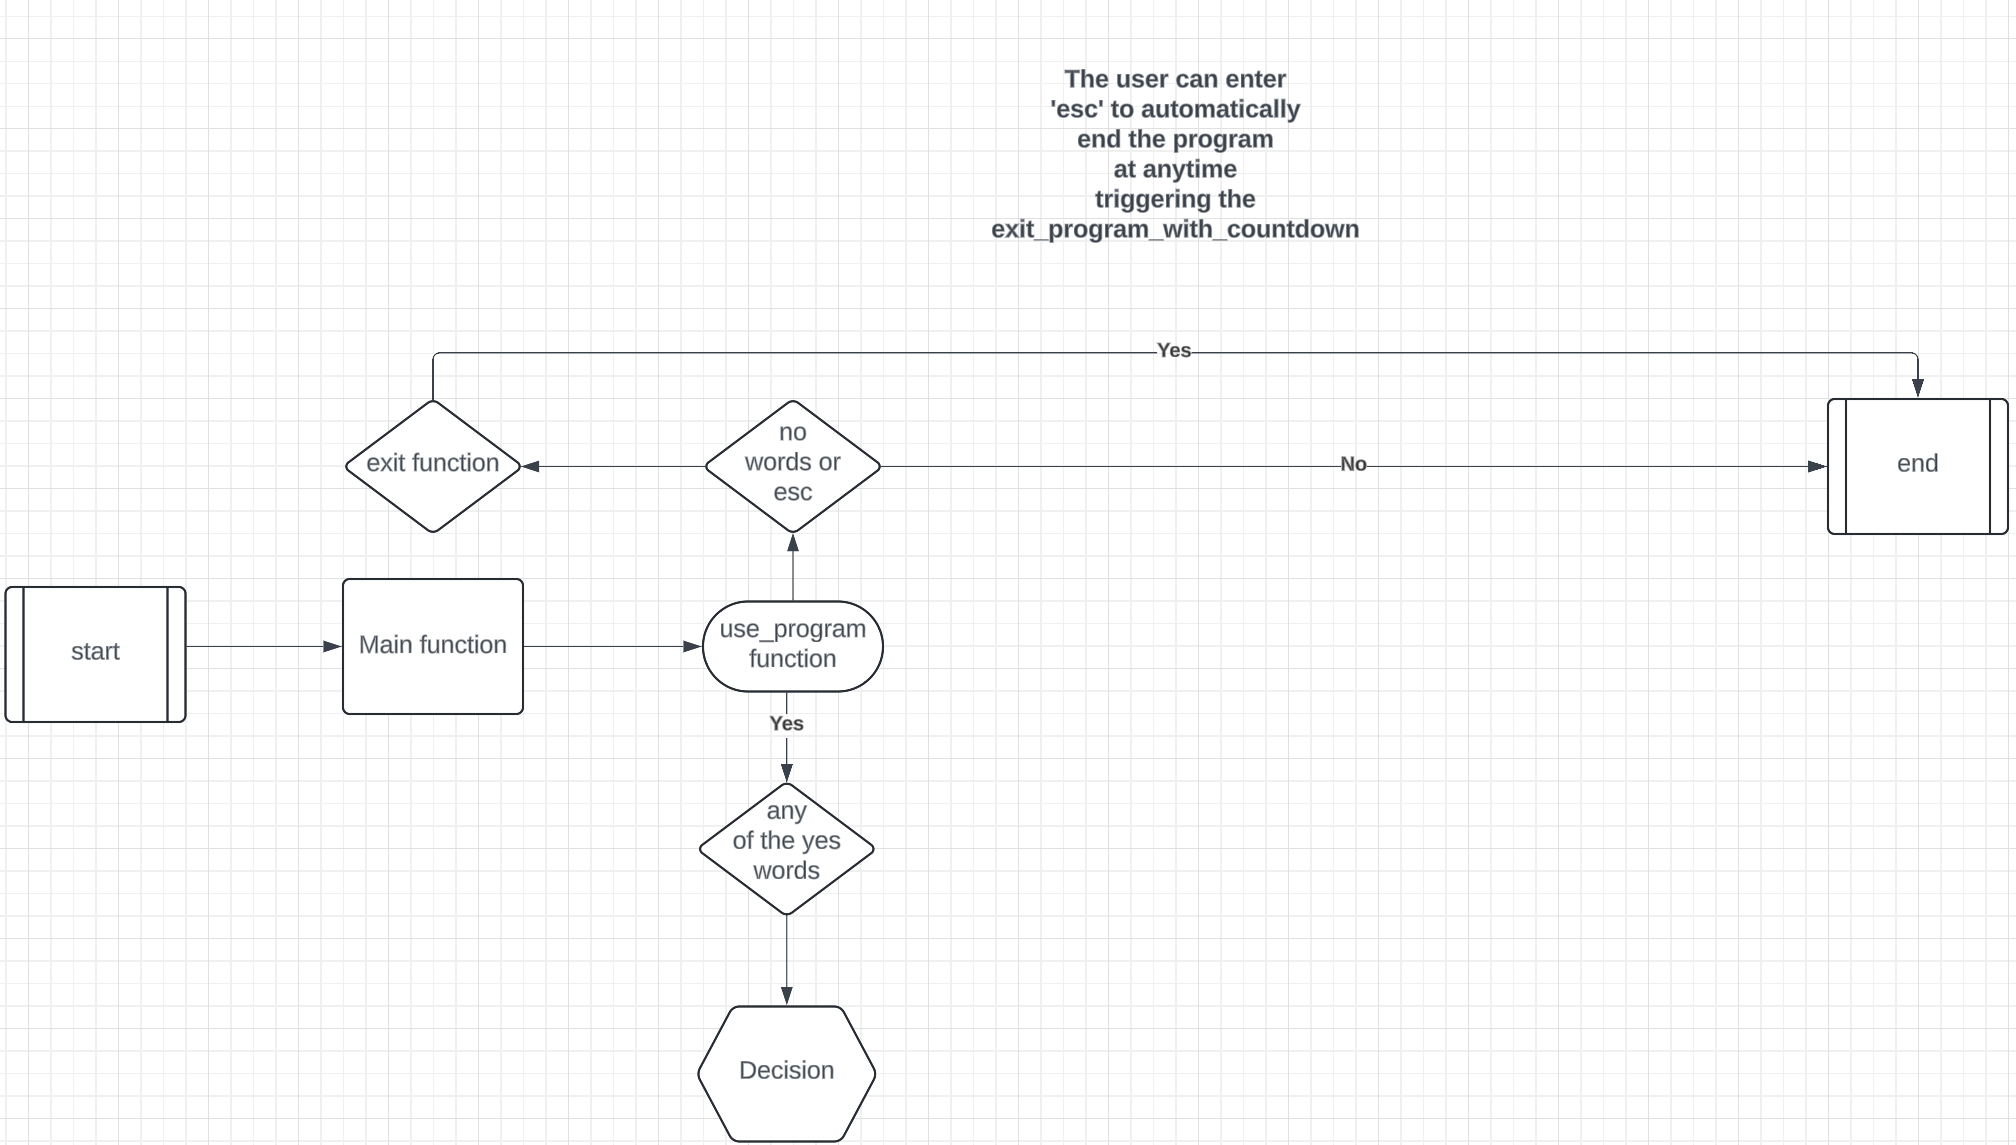 The user can enter
'esc' to automatically
end the program
at anytime
triggering the
exit_program_with_countdown
Yes
exit function
no
words or
esc
No
end
start
Main function
use_program
function
Yes
any
of the yes
words
Decision